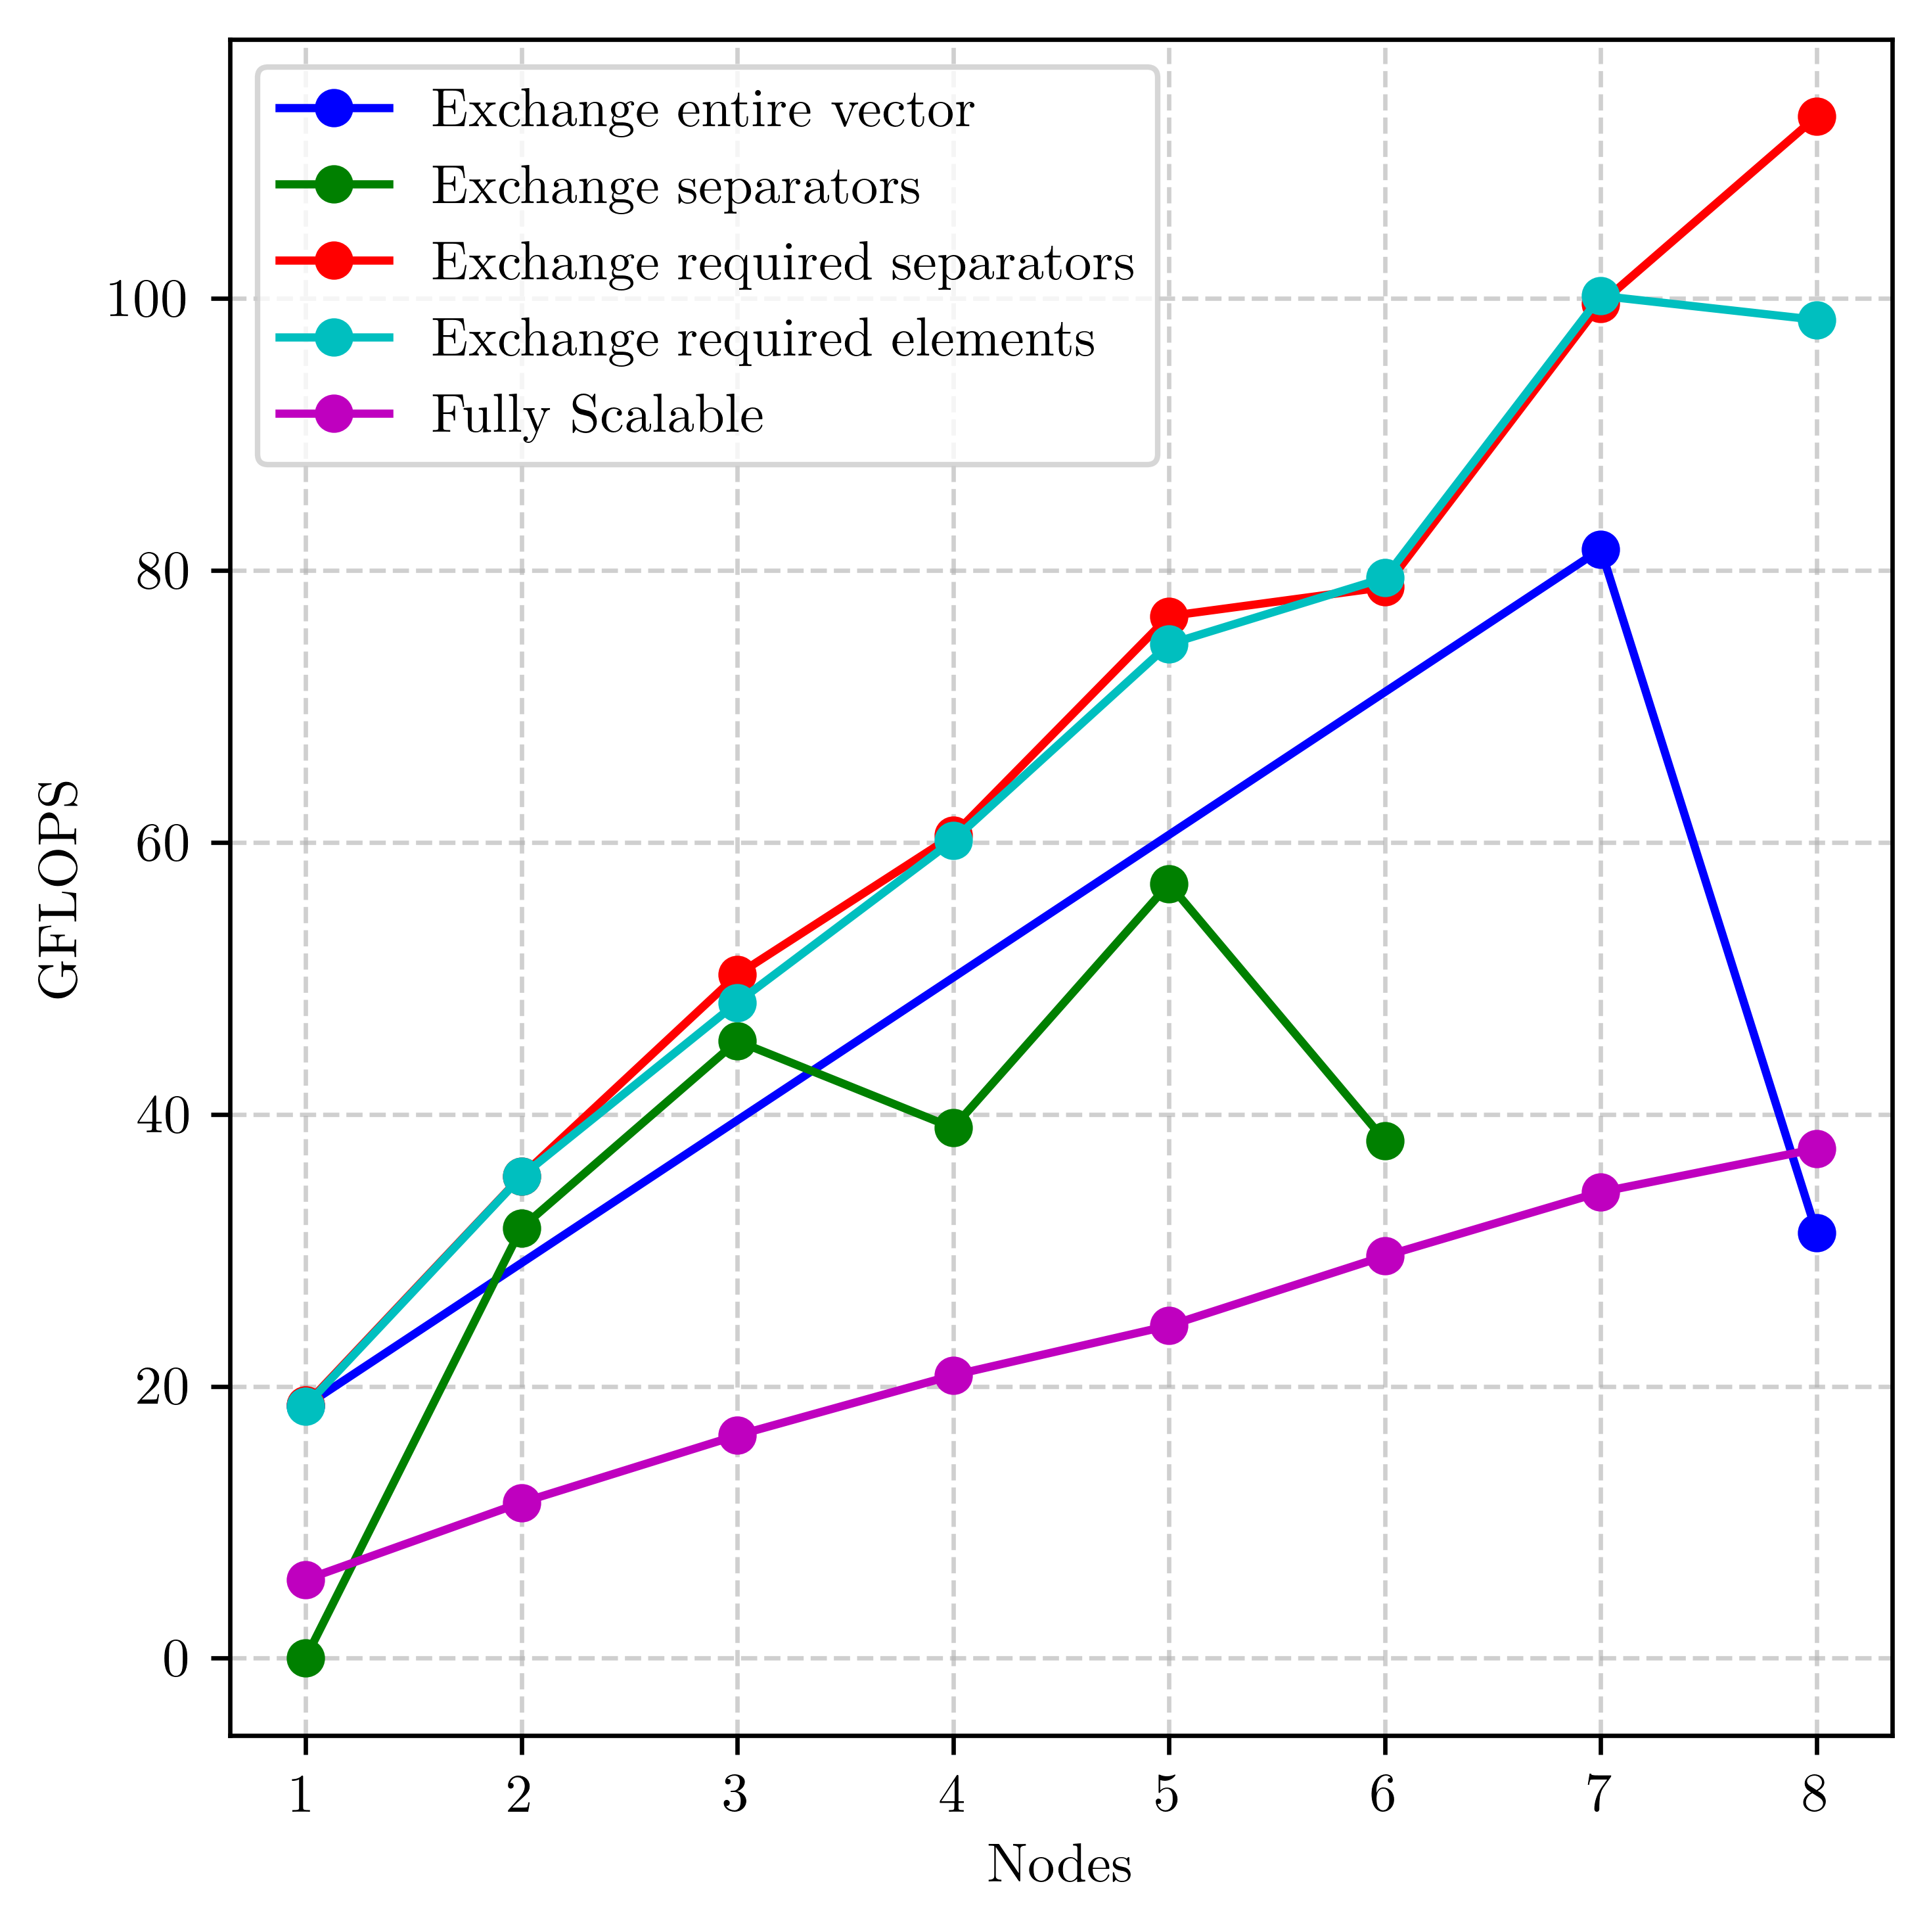 Exchange entire vector
Exchange separators
Exchange required separators
Exchange required elements
Fully Scalable
100
80
60
40
20
0
GFLOPS
1 2 3 4 5 6 7 8
Nodes